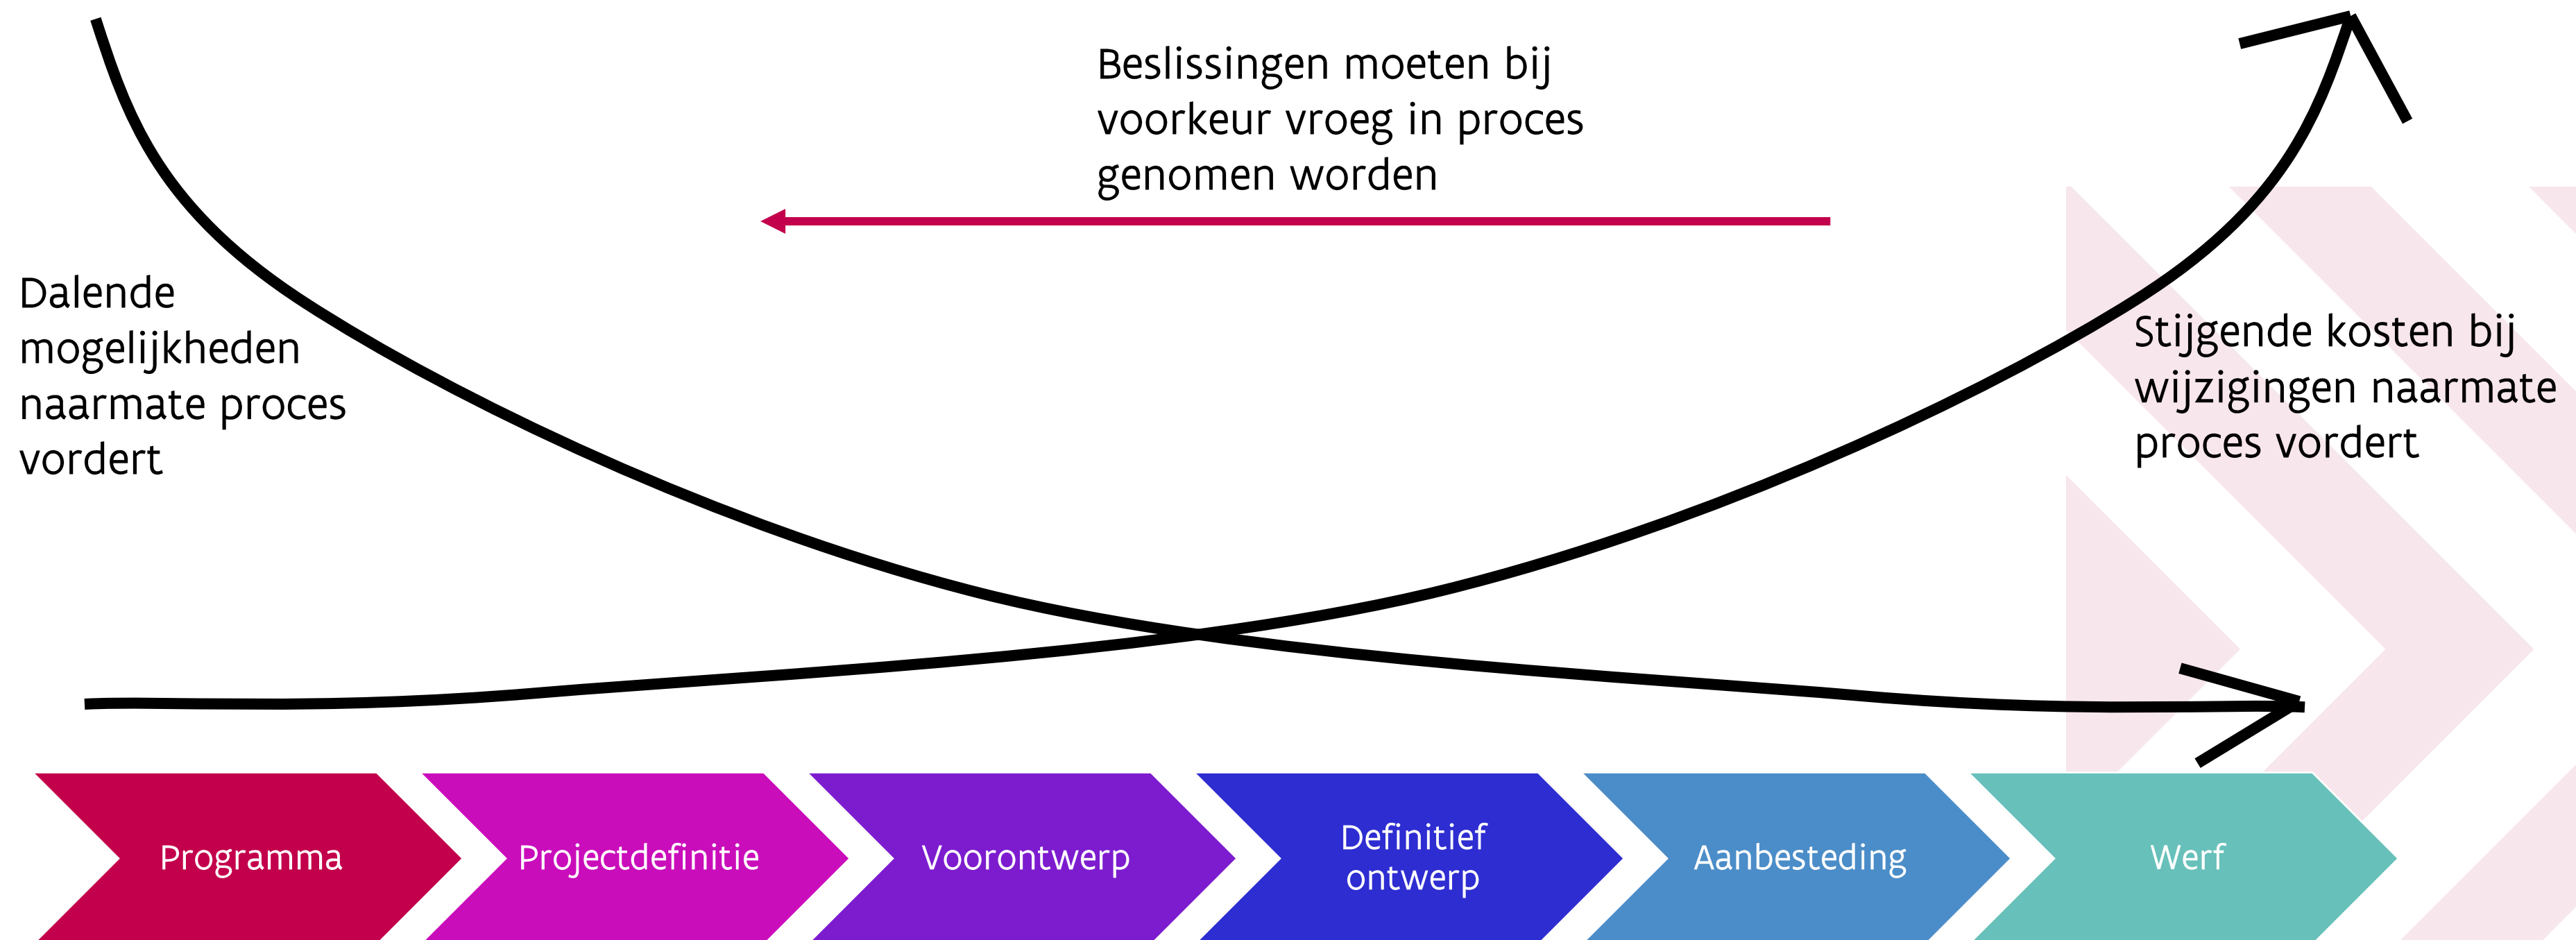 Beslissingen moeten bij
voorkeur vroeg in proces
genomen worden
Dalende
mogelijkheden
naarmate proces
vordert
Stijgende kosten bij
wijzigingen naarmate
proces vordert
Programma
Projectdefinitie
Voorontwerp
Definitief
ontwerp
Aanbesteding
Werf